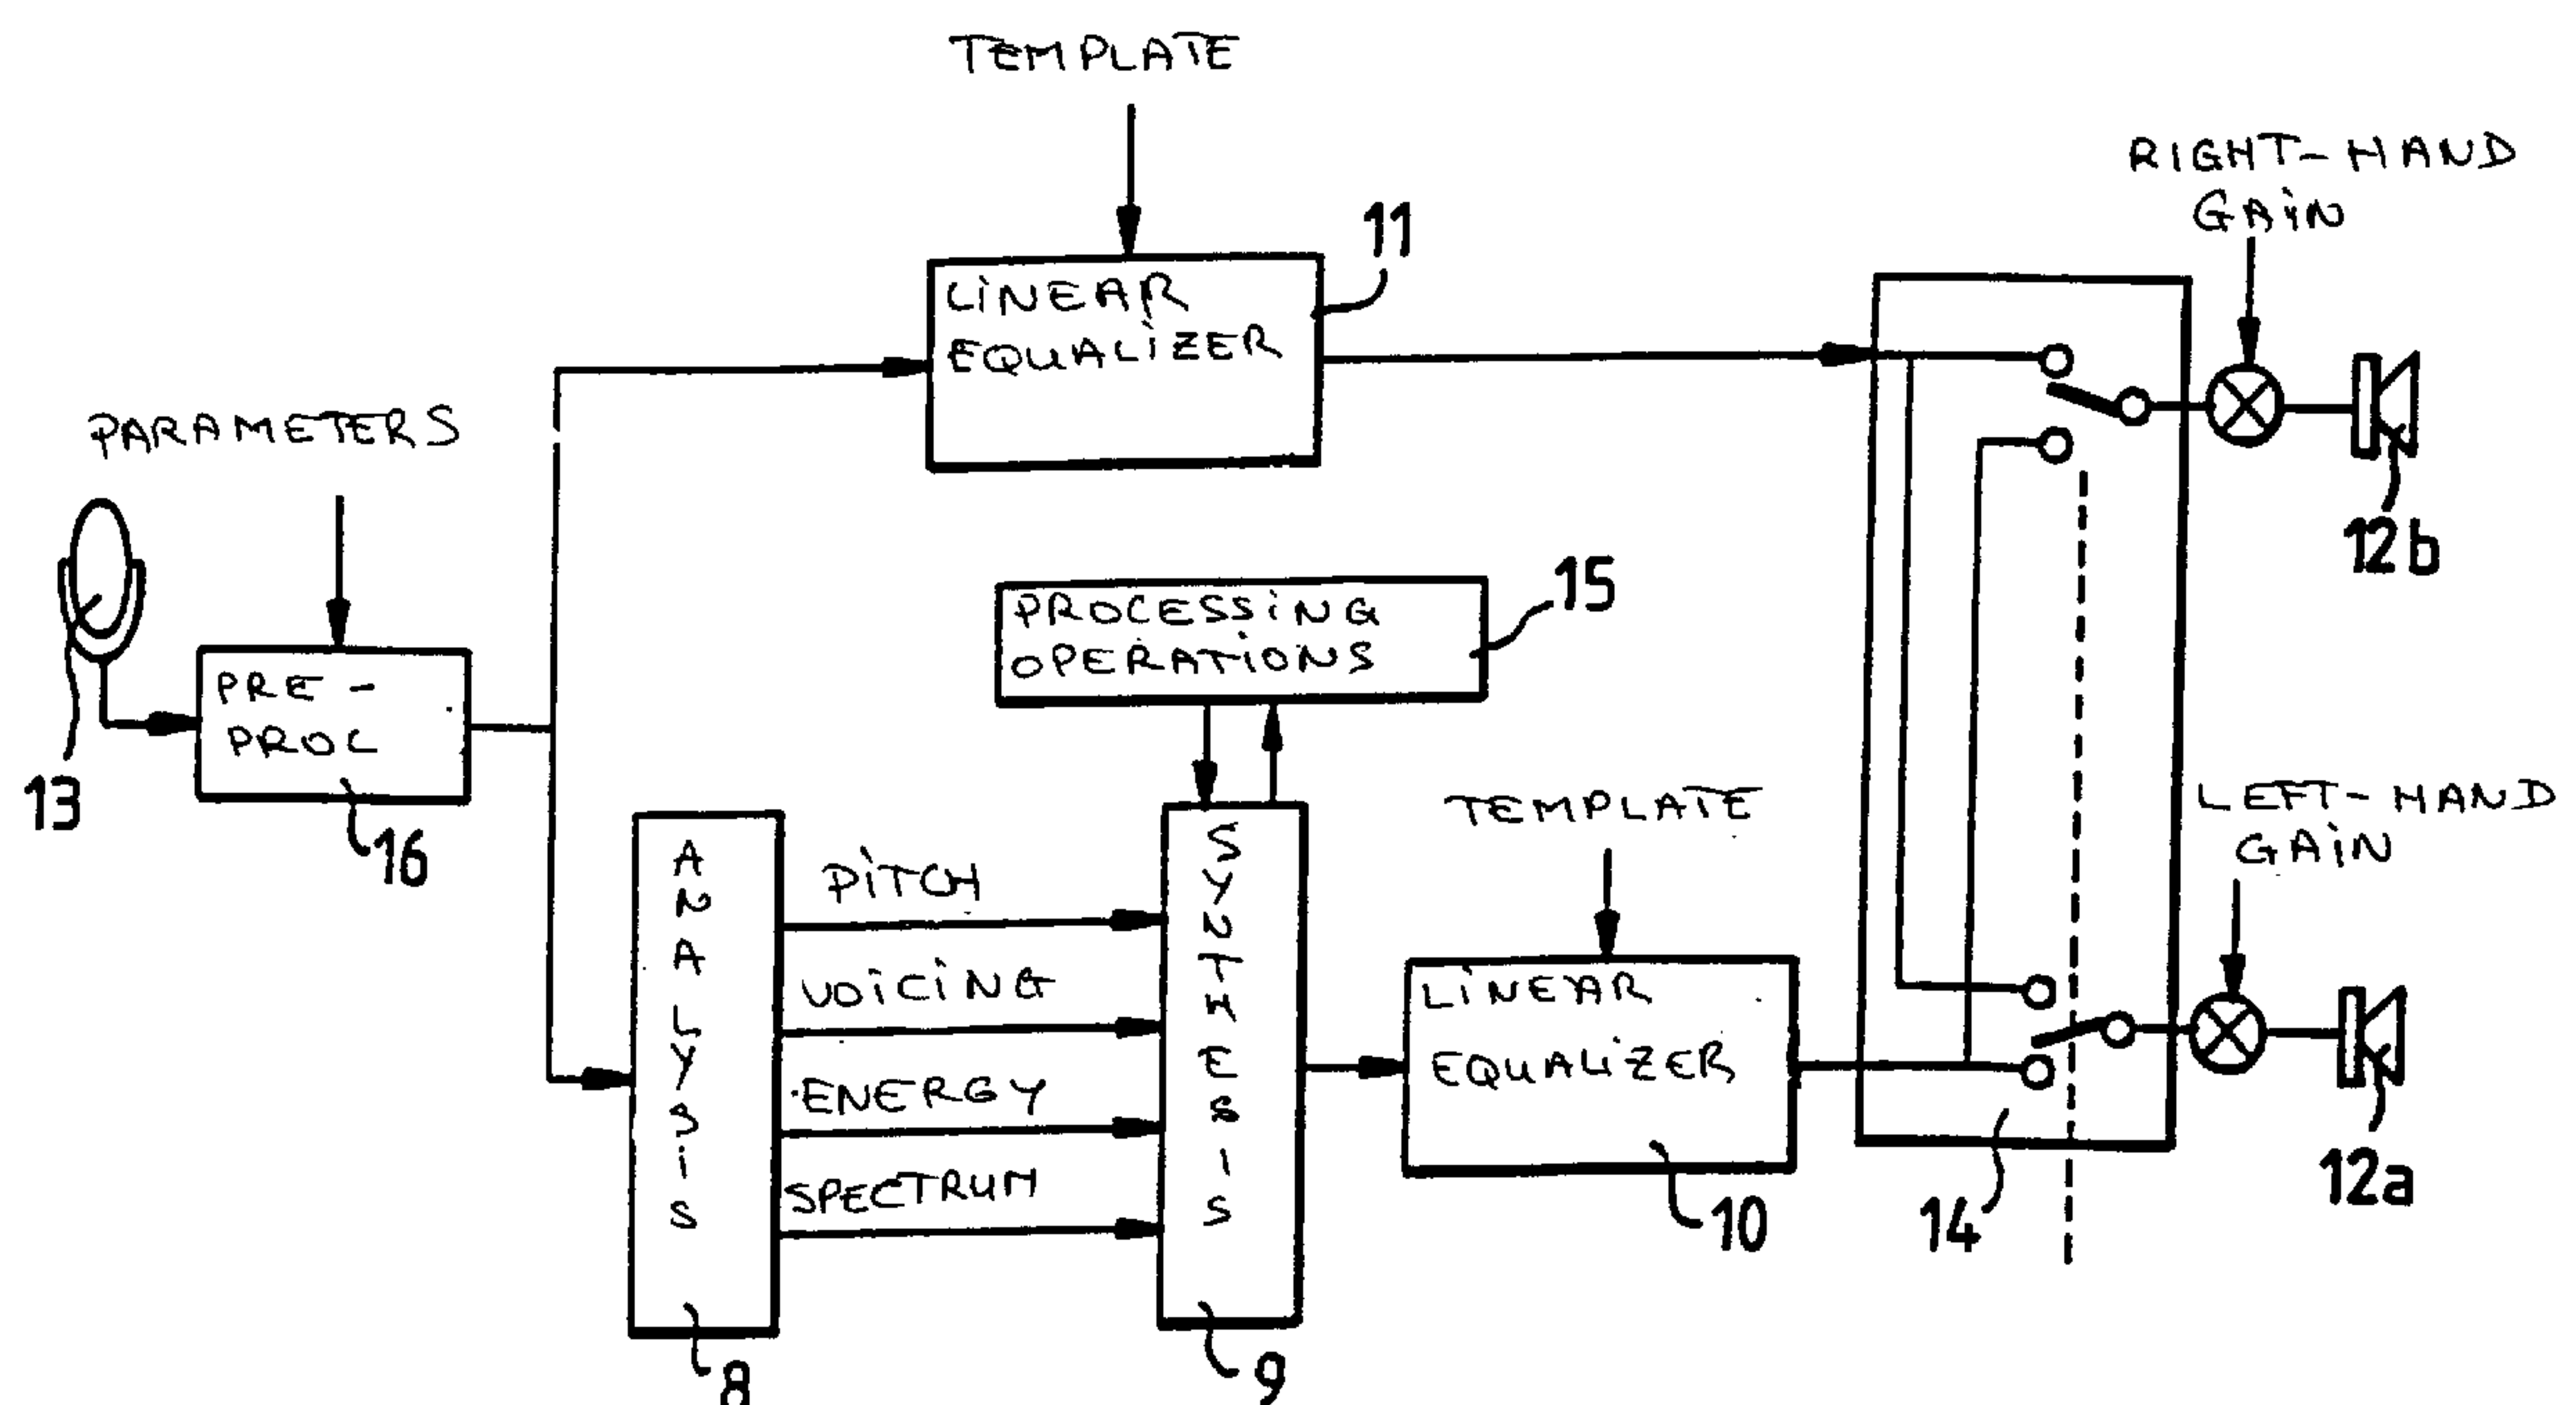 TEMPLATE
RIGHT-HAND
GAIN
11
LINEAR
EQUALIZER
PARAMETERS
12b
15
PROCESSING
OPERATIONS
PRE-
PROC
13
16
TEMPLATE
LEFT-HAND
GAIN
ANALYSIS
PITCH
VOICING
ENERGY
SPECTRUM
SYNTHESIS
LINEAR
EQUALIZER
12a
10
14
8
9